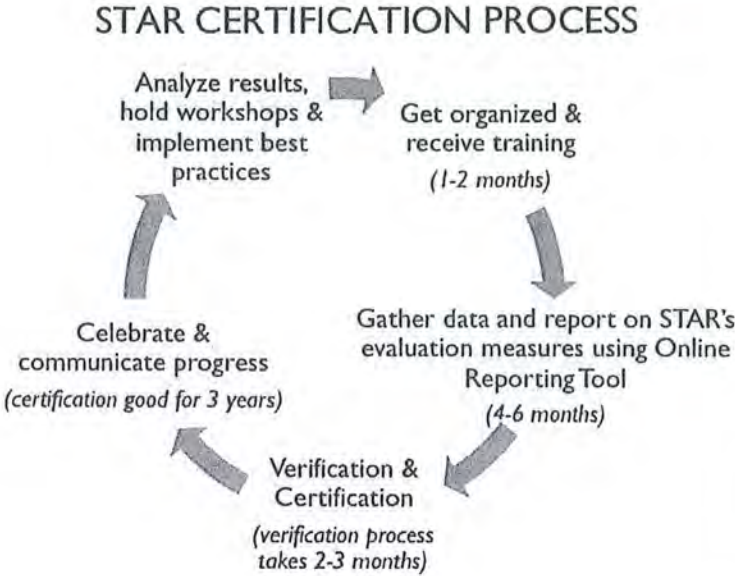 STAR CERTIFICATION PROCESS
Analyze results,
hold workshops &
implement best
practices
Get organized &
receive training
(1-2 months)
Gather data and report on STAR's
evaluation measures using Online
Reporting Tool
(4-6 months)
Verification &
Certification
(verification process
takes 2-3 months)
Celebrate &
communicate progress
(certification good for 3 years)